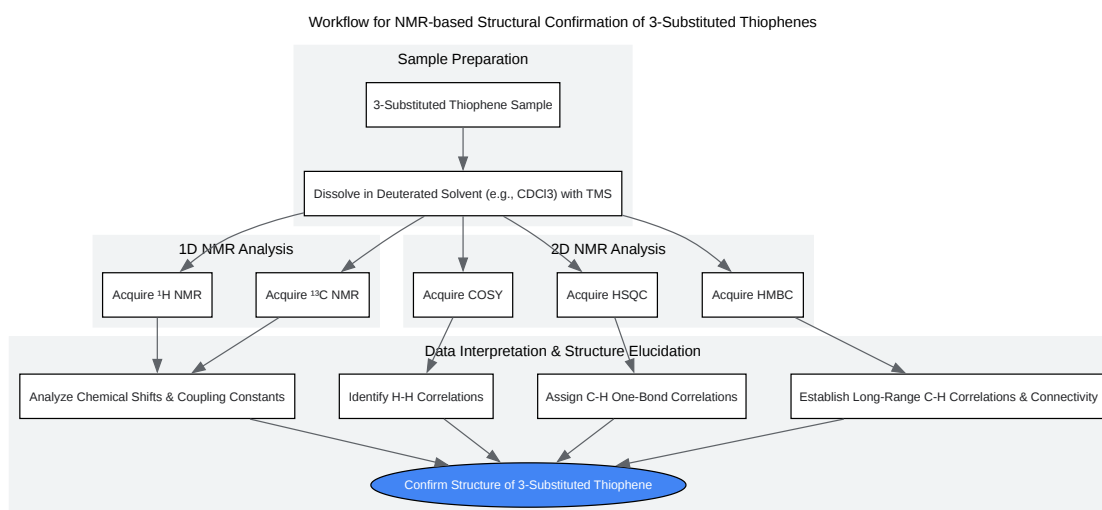 Workflow for NMR-based Structural Confirmation of 3-Substituted Thiophenes
Sample Preparation
3-Substituted Thiophene Sample
Dissolve in Deuterated Solvent (e.g., CDCl3) with TMS
1D NMR Analysis
2D NMR Analysis
Acquire ¹H NMR
Acquire ¹³C NMR
Acquire COSY
Acquire HSQC
Acquire HMBC
Data Interpretation & Structure Elucidation
Analyze Chemical Shifts & Coupling Constants
Identify H-H Correlations
Assign C-H One-Bond Correlations
Establish Long-Range C-H Correlations & Connectivity
Confirm Structure of 3-Substituted Thiophene